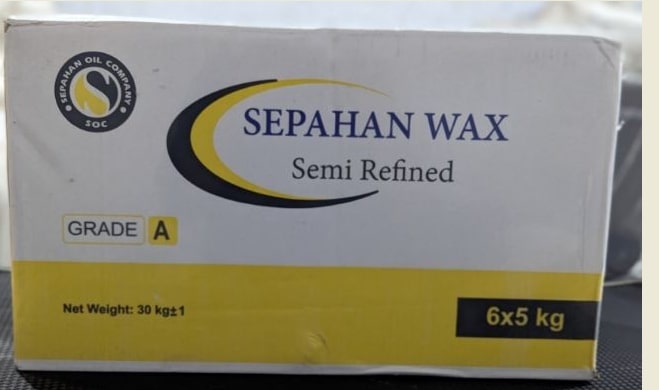 SEPAHAN OIL COMPANY
SOC
SEPAHAN WAX
Semi Refined
GRADE A
Net Weight: 30 kg±1
6x5 kg